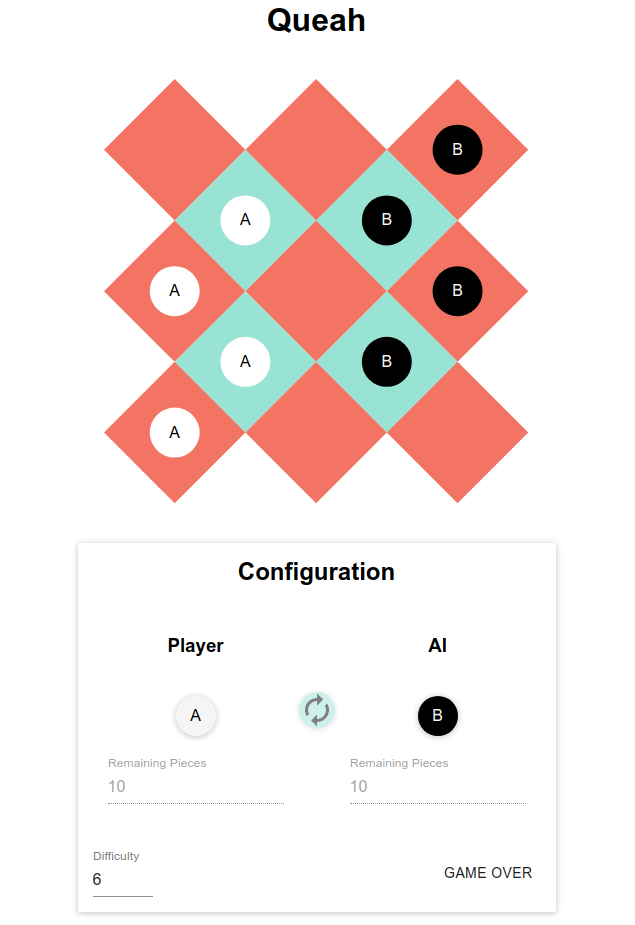 Queah
B
A B
A B
A B
A
Configuration
Player AI
A B
Remaining Pieces Remaining Pieces
10 10
Difficulty
6 GAME OVER